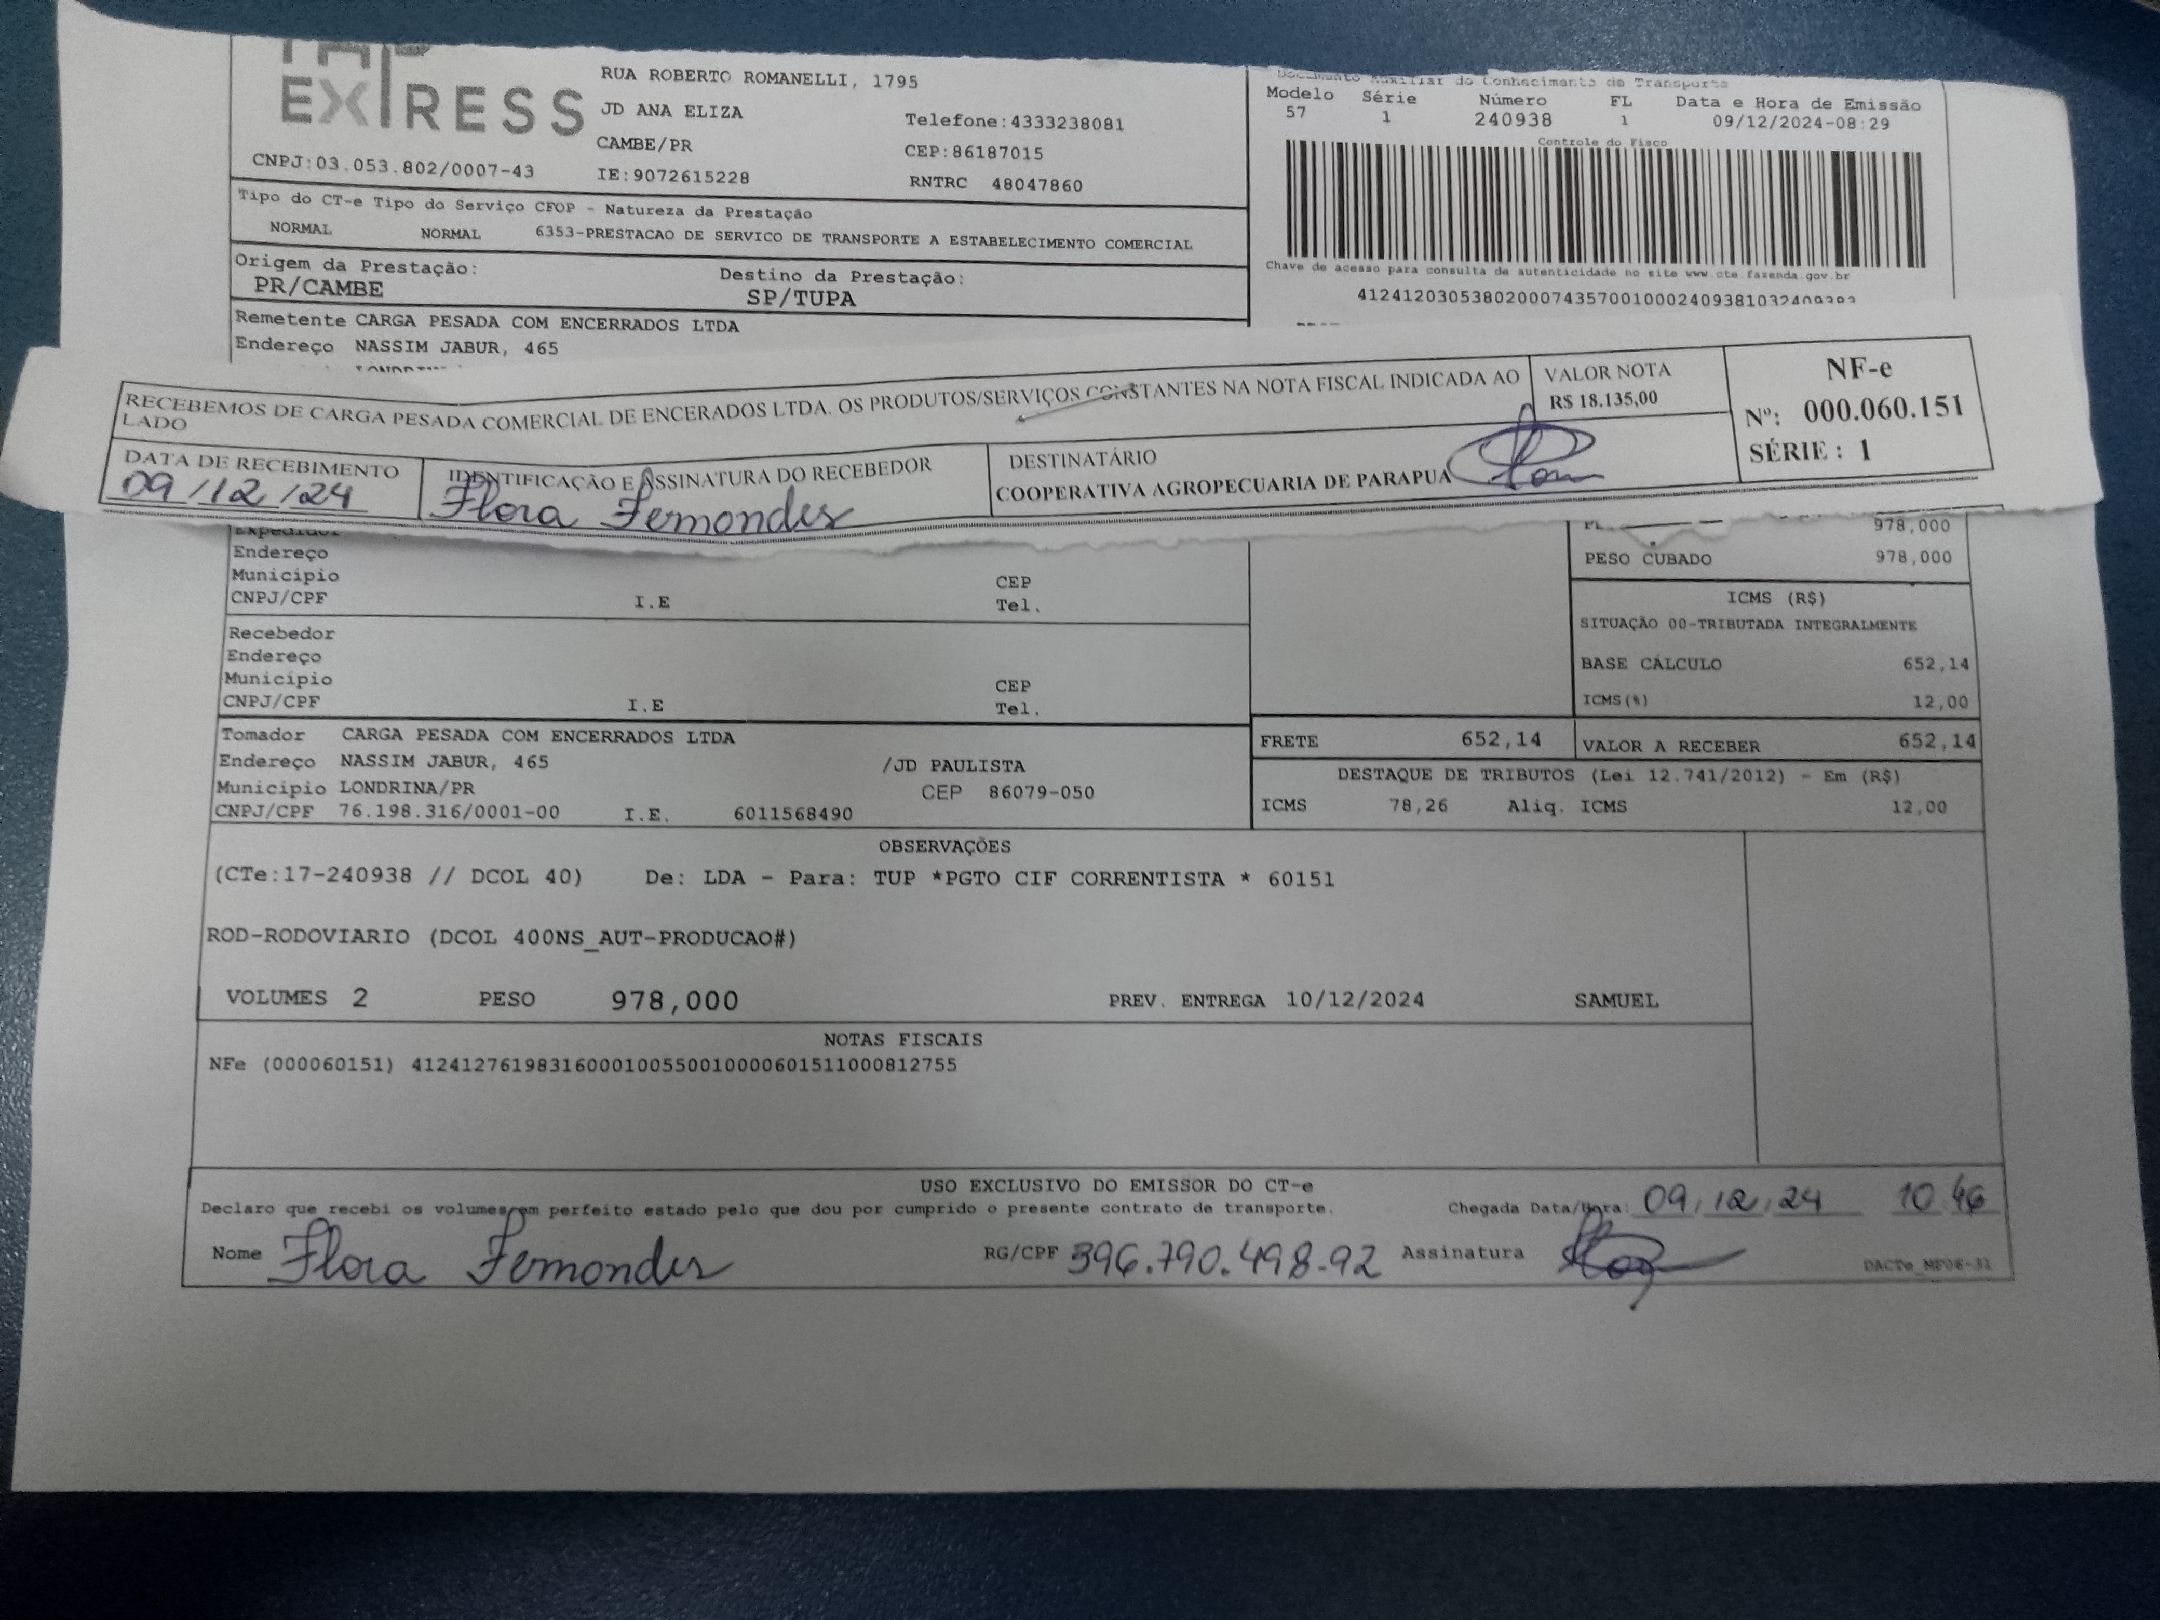 EXPRESS
CNPJ:03.053.802/0007-43
RUA ROBERTO ROMANELLI, 1795
JD ANA ELIZA
CAMBE/PR
IE:9072615228
Telefone:4333238081
CEP:86187015
RNTRC 48047860
Documento Auxiliar do Conhecimento de Transporte
Modelo Série Número FL Data e Hora de Emissão
57 1 240938 1 09/12/2024-08:29
Controle do Fisco
Tipo do CT-e Tipo do Serviço CFOP - Natureza da Prestação
NORMAL NORMAL 6353-PRESTACAO DE SERVICO DE TRANSPORTE A ESTABELECIMENTO COMERCIAL
Origem da Prestação: Destino da Prestação:
PR/CAMBE SP/TUPA
Chave de acesso para consulta de autenticidade no site www.cte.fazenda.gov.br
Remetente CARGA PESADA COM ENCERRADOS LTDA
Endereço NASSIM JABUR, 465
RECEBEMOS DE CARGA PESADA COMERCIAL DE ENCERADOS LTDA. OS PRODUTOS/SERVIÇOS CONSTANTES NA NOTA FISCAL INDICADA AO
LADO
VALOR NOTA
R$ 18.135,00
NF-e
Nº: 000.060.151
SÉRIE : 1
DATA DE RECEBIMENTO
09/12/24
IDENTIFICAÇÃO E ASSINATURA DO RECEBEDOR
Flora Fernandes
DESTINATÁRIO
COOPERATIVA AGROPECUARIA DE PARAPUA
Expedidor
Endereço
Município CEP
CNPJ/CPF I.E Tel.
Recebedor
Endereço
Município CEP
CNPJ/CPF I.E Tel.
978,000
PESO CUBADO 978,000
ICMS (R$)
SITUAÇÃO 00-TRIBUTADA INTEGRALMENTE
BASE CÁLCULO 652,14
ICMS(%) 12,00
Tomador CARGA PESADA COM ENCERRADOS LTDA
Endereço NASSIM JABUR, 465 /JD PAULISTA
Município LONDRINA/PR CEP 86079-050
CNPJ/CPF 76.198.316/0001-00 I.E. 6011568490
FRETE 652,14 VALOR A RECEBER 652,14
DESTAQUE DE TRIBUTOS (Lei 12.741/2012) - Em (R$)
ICMS 78,26 Aliq. ICMS 12,00
OBSERVAÇÕES
(CTe:17-240938 // DCOL 40) De: LDA - Para: TUP *PGTO CIF CORRENTISTA * 60151
ROD-RODOVIARIO (DCOL 400NS_AUT-PRODUCAO#)
VOLUMES 2 PESO 978,000 PREV. ENTREGA 10/12/2024 SAMUEL
NOTAS FISCAIS
NFe (000060151) 41241276198316000100550010000601511000812755
USO EXCLUSIVO DO EMISSOR DO CT-e
Declaro que recebi os volumes em perfeito estado pelo que dou por cumprido o presente contrato de transporte. Chegada Data/Hora: 09/12/24 10 46
Nome Flora Fernandes RG/CPF 396.790.498-92 Assinatura